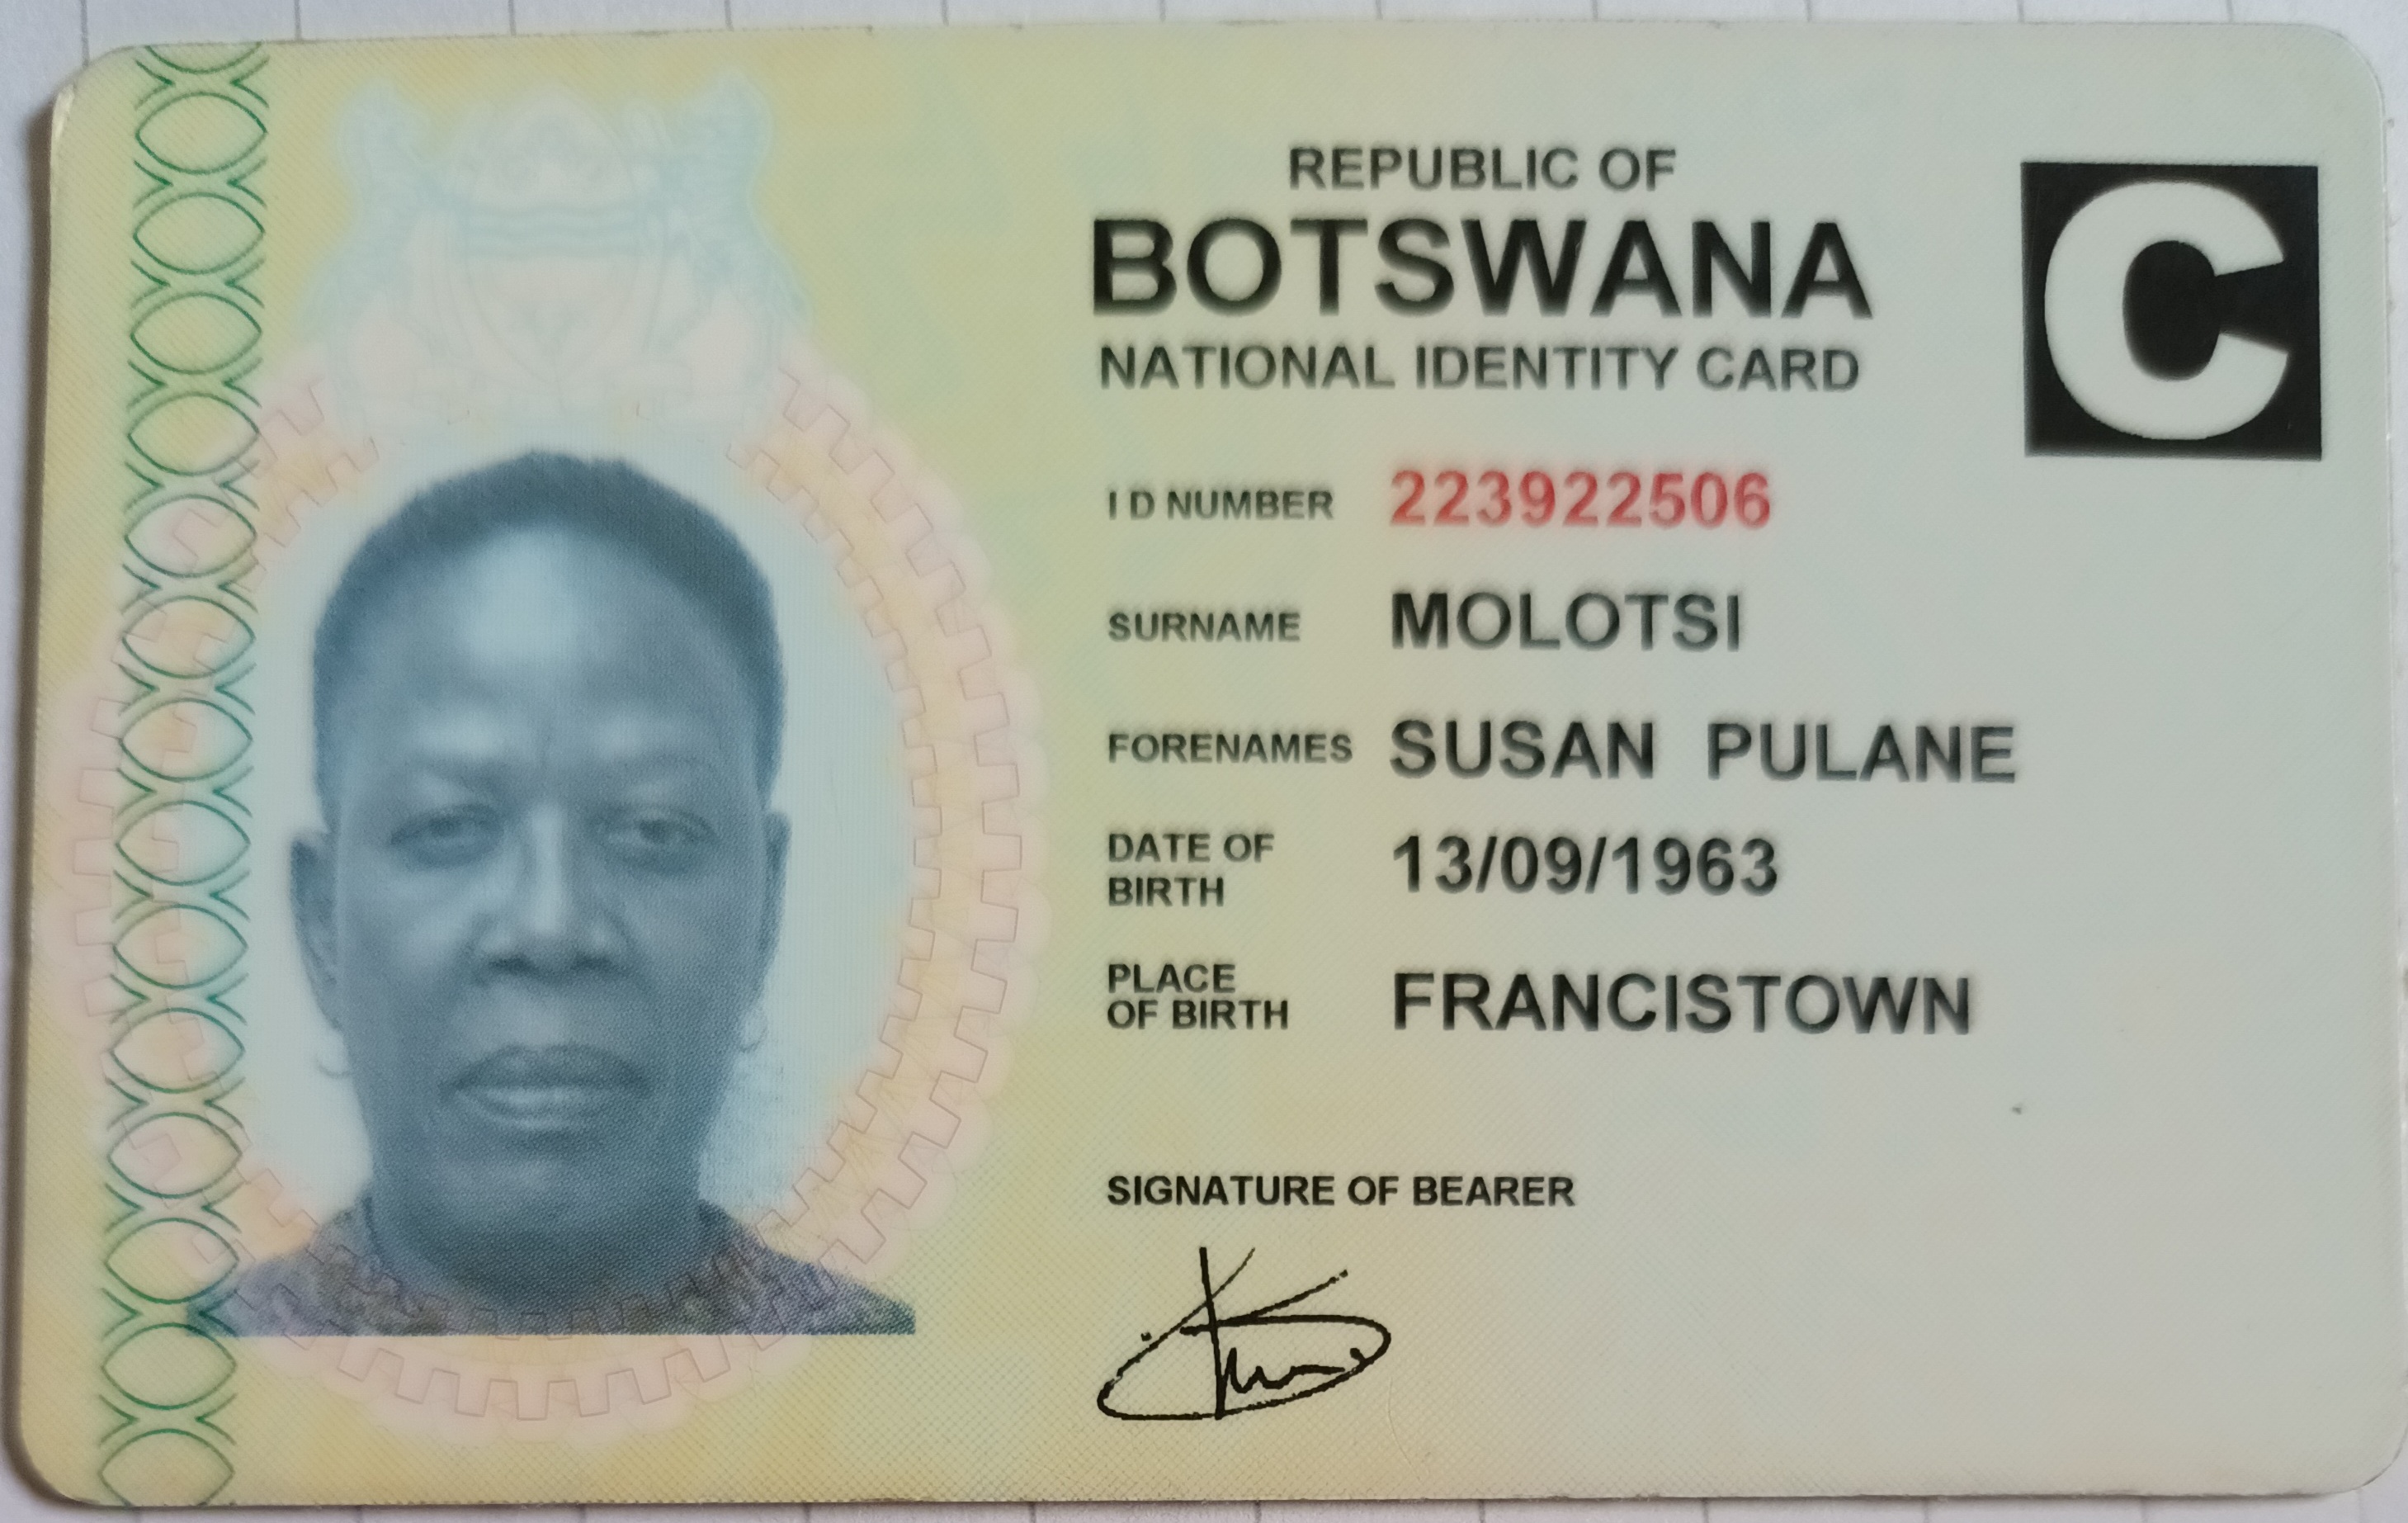 REPUBLIC OF
BOTSWANA
NATIONAL IDENTITY CARD
C
I D NUMBER 223922506
SURNAME MOLOTSI
FORENAMES SUSAN PULANE
DATE OF
BIRTH 13/09/1963
PLACE
OF BIRTH FRANCISTOWN
SIGNATURE OF BEARER